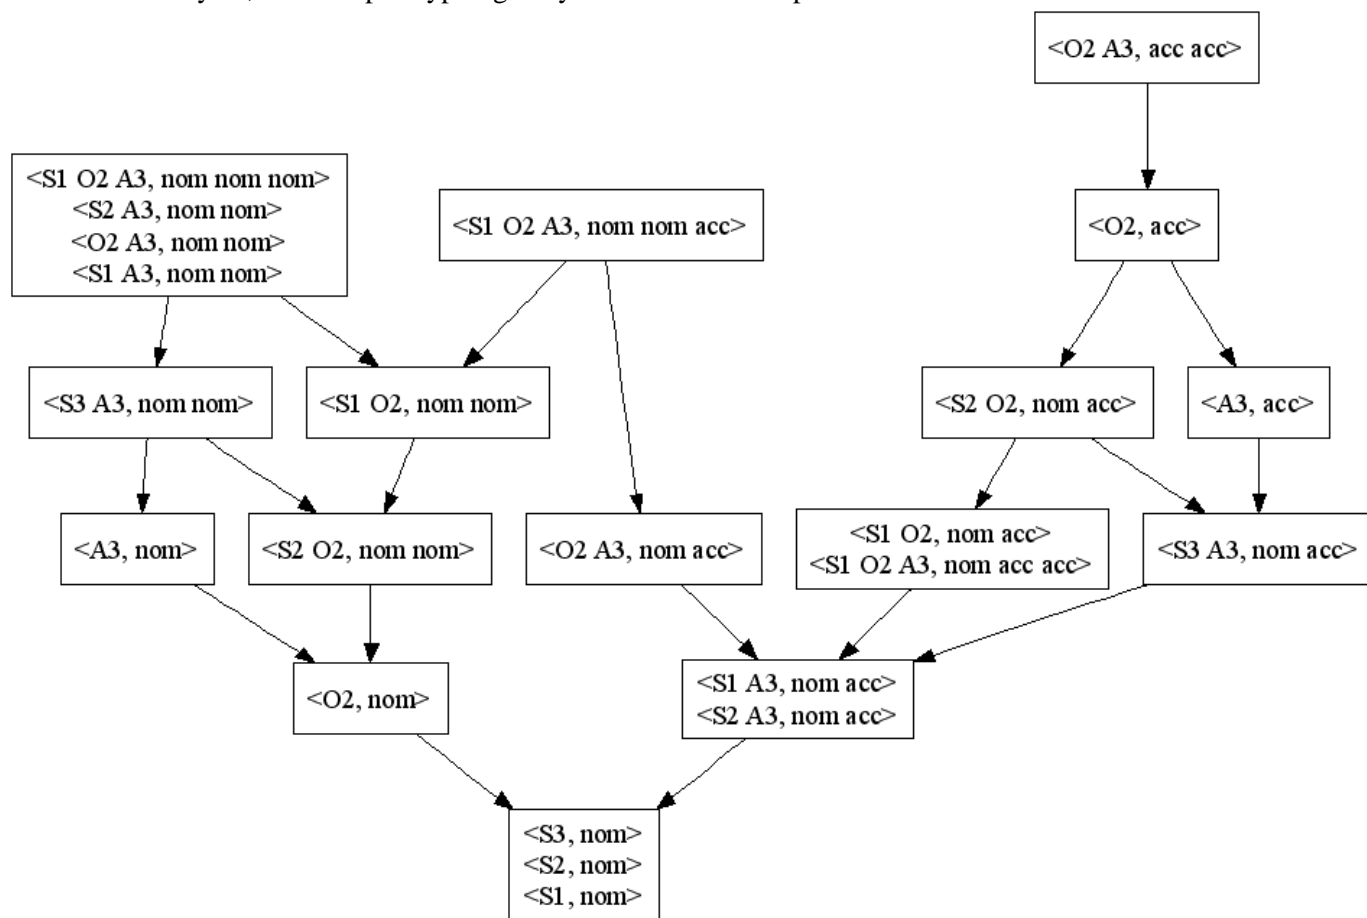 <O2 A3, acc acc>
<S1 O2 A3, nom nom nom>
<S2 A3, nom nom>
<O2 A3, nom nom>
<S1 A3, nom nom>
<S1 O2 A3, nom nom acc>
<O2, acc>
<S3 A3, nom nom>
<S1 O2, nom nom>
<S2 O2, nom acc>
<A3, acc>
<A3, nom>
<S2 O2, nom nom>
<O2 A3, nom acc>
<S1 O2, nom acc>
<S1 O2 A3, nom acc acc>
<S3 A3, nom acc>
<O2, nom>
<S1 A3, nom acc>
<S2 A3, nom acc>
<S3, nom>
<S2, nom>
<S1, nom>